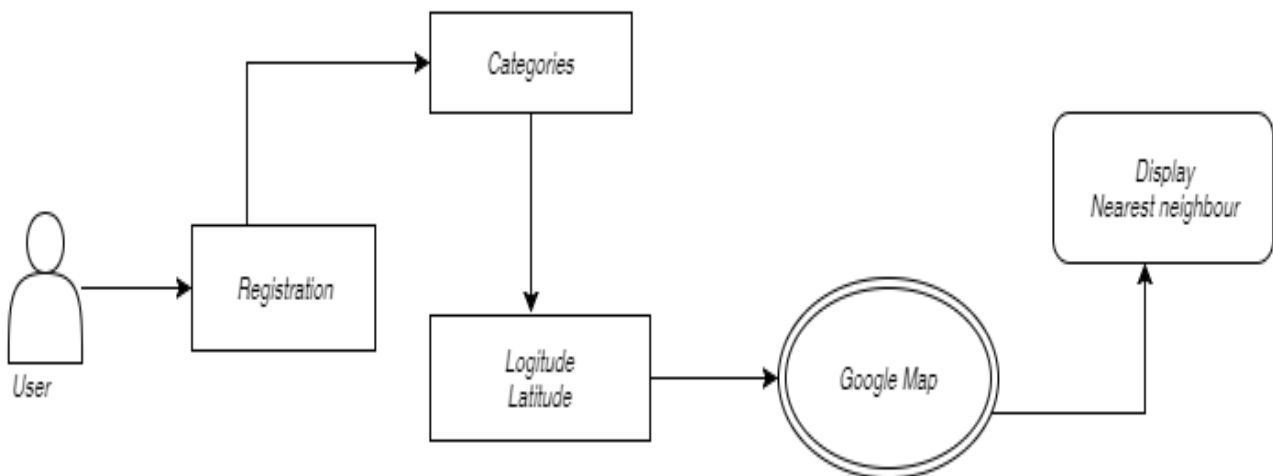 User
Registration
Categories
Logitude
Latitude
Google Map
Display
Nearest neighbour